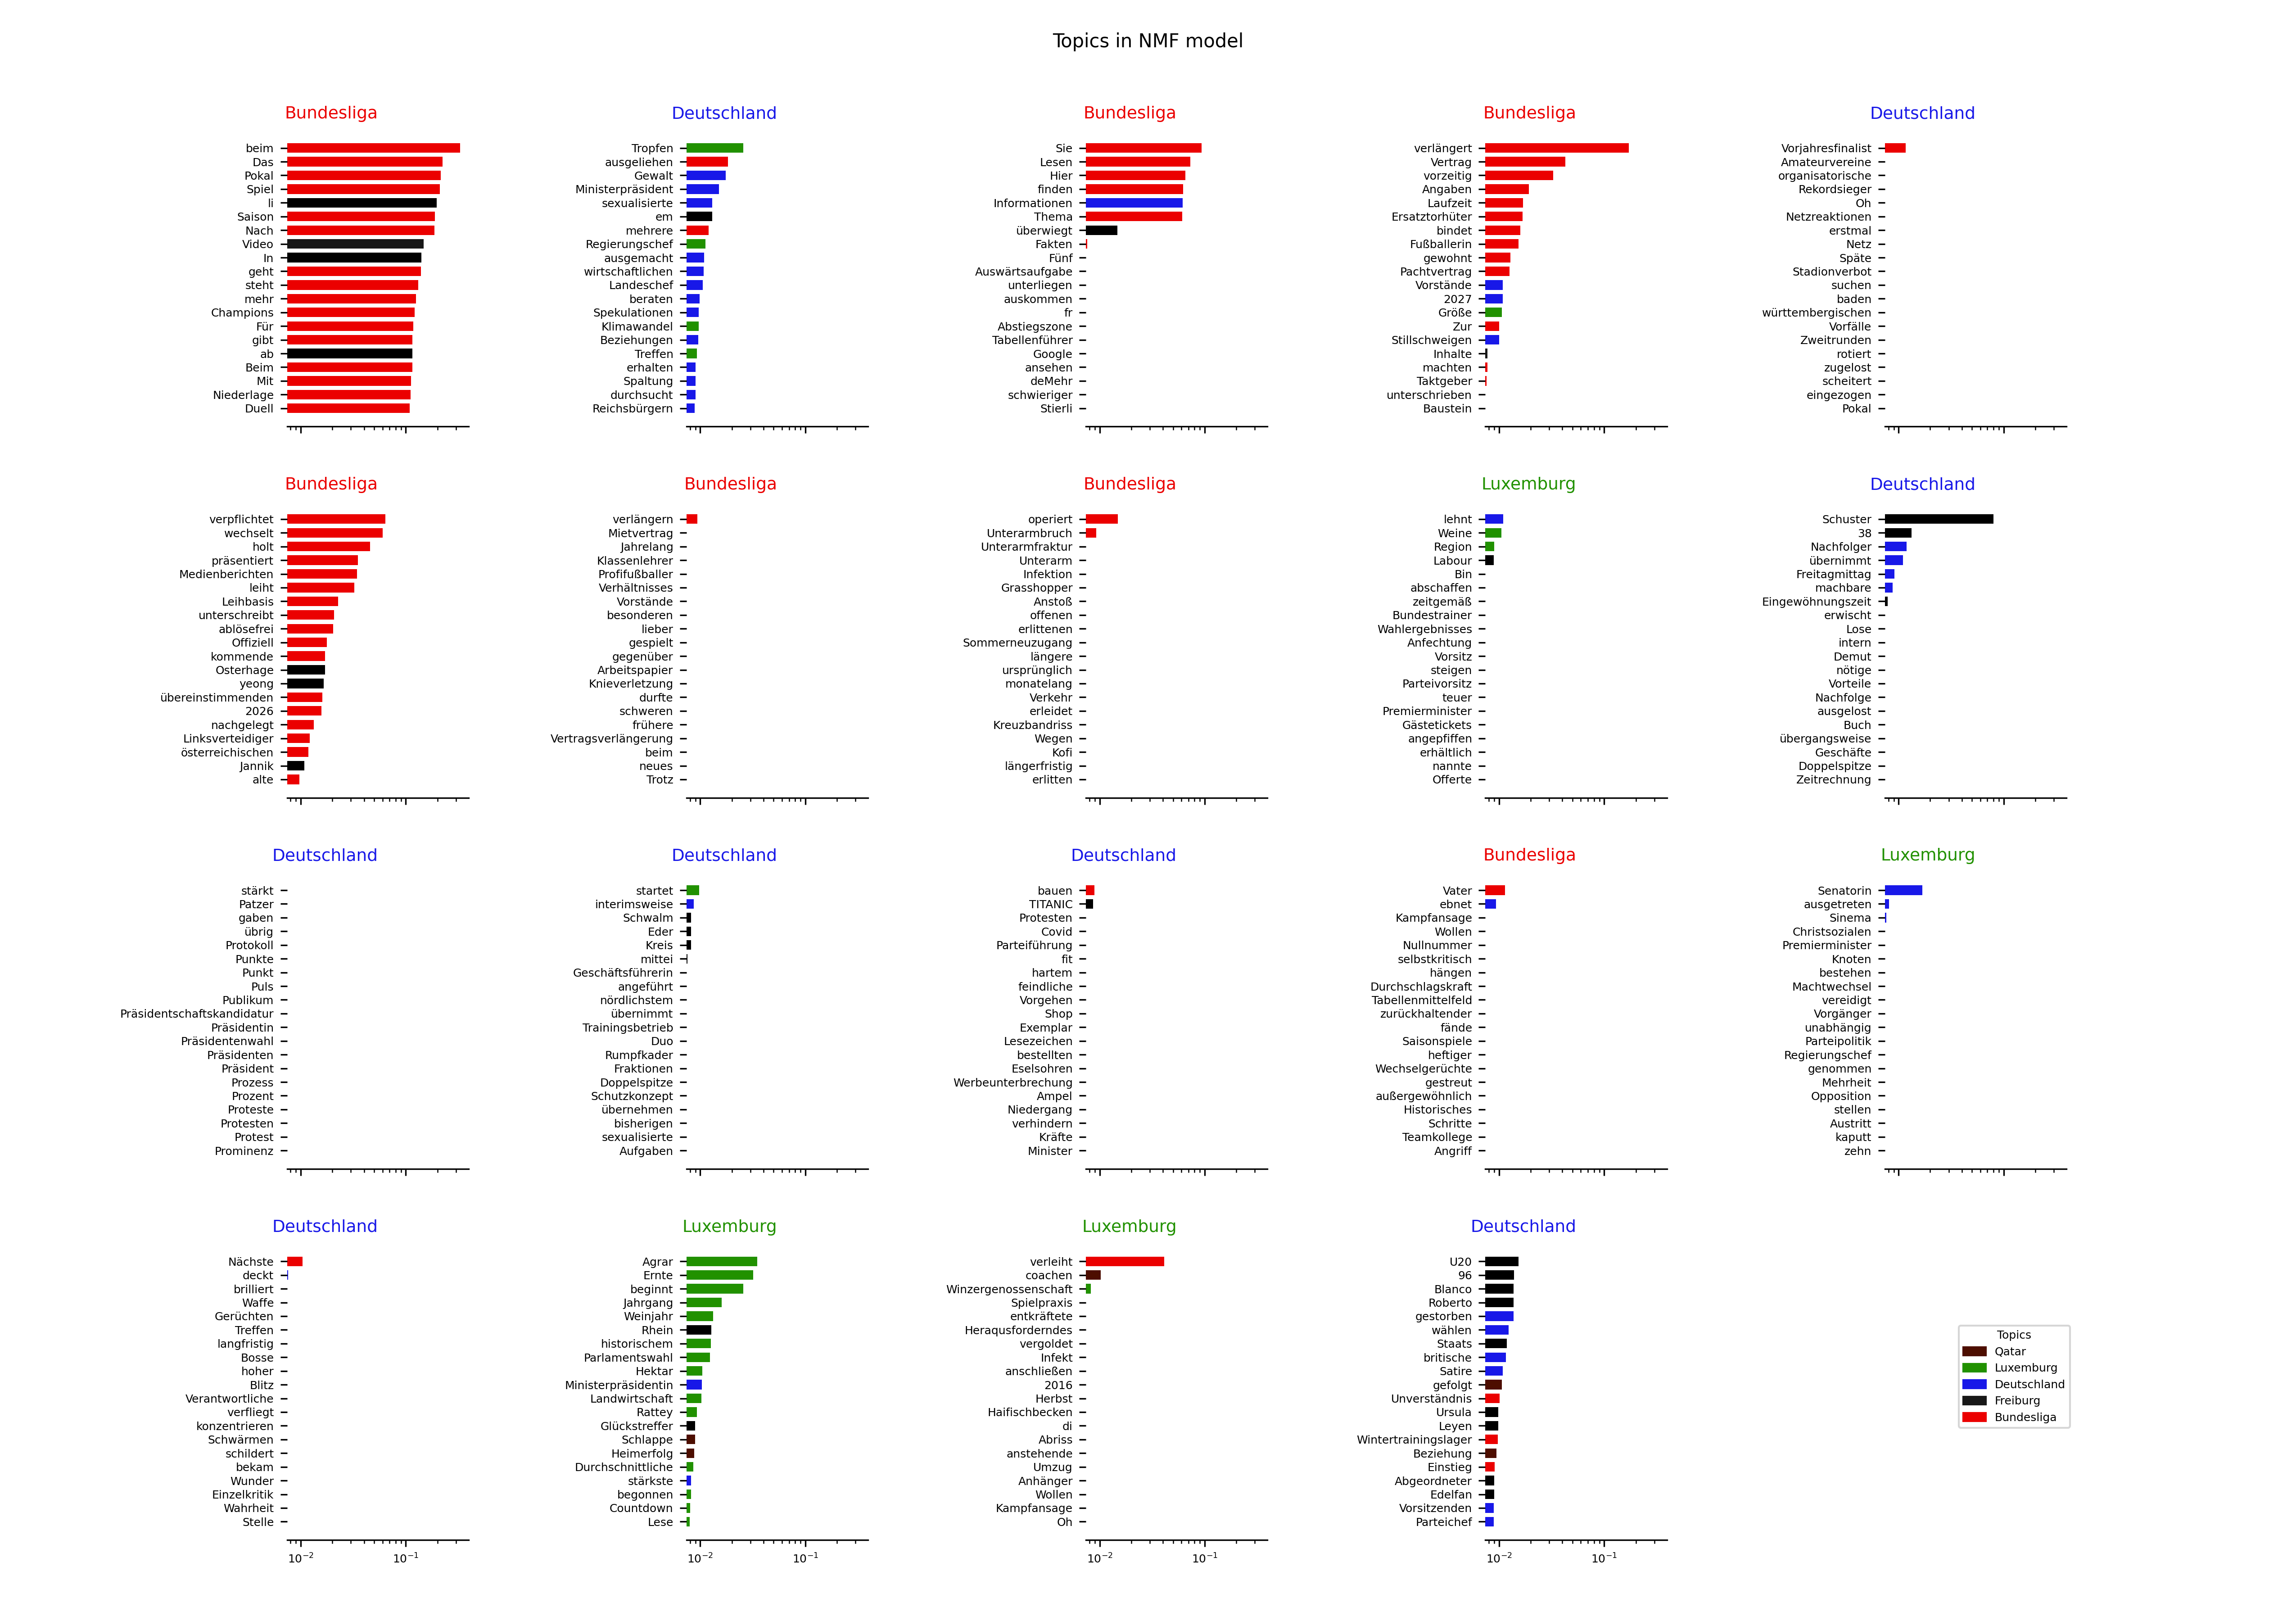 Topics in NMF model
Bundesliga
beim
Das
Pokal
Spiel
li
Saison
Nach
Video
In
geht
steht
mehr
Champions
Für
gibt
ab
Beim
Mit
Niederlage
Duell
Deutschland
Tropfen
ausgeliehen
Gewalt
Ministerpräsident
sexualisierte
em
mehrere
Regierungschef
ausgemacht
wirtschaftlichen
Landeschef
beraten
Spekulationen
Klimawandel
Beziehungen
Treffen
erhalten
Spaltung
durchsucht
Reichsbürgern
Bundesliga
Sie
Lesen
Hier
finden
Informationen
Thema
überwiegt
Fakten
Fünf
Auswärtsaufgabe
unterliegen
auskommen
fr
Abstiegszone
Tabellenführer
Google
ansehen
deMehr
schwieriger
Stierli
Bundesliga
verlängert
Vertrag
vorzeitig
Angaben
Laufzeit
Ersatztorhüter
bindet
Fußballerin
gewohnt
Pachtvertrag
Vorstände
2027
Größe
Zur
Stillschweigen
Inhalte
machten
Taktgeber
unterschrieben
Baustein
Deutschland
Vorjahresfinalist
Amateurvereine
organisatorische
Rekordsieger
Oh
Netzreaktionen
erstmal
Netz
Späte
Stadionverbot
suchen
baden
württembergischen
Vorfälle
Zweitrunden
rotiert
zugelost
scheitert
eingezogen
Pokal
Bundesliga
verpflichtet
wechselt
holt
präsentiert
Medienberichten
leiht
Leihbasis
unterschreibt
ablösefrei
Offiziell
kommende
Osterhage
yeong
übereinstimmenden
2026
nachgelegt
Linksverteidiger
österreichischen
Jannik
alte
Bundesliga
verlängern
Mietvertrag
Jahrelang
Klassenlehrer
Profifußballer
Verhältnisses
Vorstände
besonderen
lieber
gespielt
gegenüber
Arbeitspapier
Knieverletzung
durfte
schweren
frühere
Vertragsverlängerung
beim
neues
Trotz
Bundesliga
operiert
Unterarmbruch
Unterarmfraktur
Unterarm
Infektion
Grasshopper
Anstoß
offenen
erlittenen
Sommerneuzugang
längere
ursprünglich
monatelang
Verkehr
erleidet
Kreuzbandriss
Wegen
Kofi
längerfristig
erlitten
Luxemburg
lehnt
Weine
Region
Labour
Bin
abschaffen
zeitgemäß
Bundestrainer
Wahlergebnisses
Anfechtung
Vorsitz
steigen
Parteivorsitz
teuer
Premierminister
Gästetickets
angepfiffen
erhältlich
nannte
Offerte
Deutschland
Schuster
38
Nachfolger
übernimmt
Freitagmittag
machbare
Eingewöhnungszeit
erwischt
Lose
intern
Demut
nötige
Vorteile
Nachfolge
ausgelost
Buch
übergangsweise
Geschäfte
Doppelspitze
Zeitrechnung
Deutschland
stärkt
Patzer
gaben
übrig
Protokoll
Punkte
Punkt
Puls
Publikum
Präsidentschaftskandidatur
Präsidentin
Präsidentenwahl
Präsidenten
Präsident
Prozess
Prozent
Proteste
Protesten
Protest
Prominenz
Deutschland
startet
interimsweise
Schwalm
Eder
Kreis
mittei
Geschäftsführerin
angeführt
nördlichstem
übernimmt
Trainingsbetrieb
Duo
Rumpfkader
Fraktionen
Doppelspitze
Schutzkonzept
übernehmen
bisherigen
sexualisierte
Aufgaben
Deutschland
bauen
TITANIC
Protesten
Covid
Parteiführung
fit
hartem
feindliche
Vorgehen
Shop
Exemplar
Lesezeichen
bestellten
Eselsohren
Werbeunterbrechung
Ampel
Niedergang
verhindern
Kräfte
Minister
Bundesliga
Vater
ebnet
Kampfansage
Wollen
Nullnummer
selbstkritisch
hängen
Durchschlagskraft
Tabellenmittelfeld
zurückhaltender
fände
Saisonspiele
heftiger
Wechselgerüchte
gestreut
außergewöhnlich
Historisches
Schritte
Teamkollege
Angriff
Luxemburg
Senatorin
ausgetreten
Sinema
Christsozialen
Premierminister
Knoten
bestehen
Machtwechsel
vereidigt
Vorgänger
unabhängig
Parteipolitik
Regierungschef
genommen
Mehrheit
Opposition
stellen
Austritt
kaputt
zehn
Deutschland
Nächste
deckt
brilliert
Waffe
Gerüchten
Treffen
langfristig
Bosse
hoher
Blitz
Verantwortliche
verfliegt
konzentrieren
Schwärmen
schildert
bekam
Wunder
Einzelkritik
Wahrheit
Stelle
10⁻² 10⁻¹
Luxemburg
Agrar
Ernte
beginnt
Jahrgang
Weinjahr
Rhein
historischem
Parlamentswahl
Hektar
Ministerpräsidentin
Landwirtschaft
Rattey
Glückstreffer
Schlappe
Heimerfolg
Durchschnittliche
stärkste
begonnen
Countdown
Lese
10⁻² 10⁻¹
Luxemburg
verleiht
coachen
Winzergenossenschaft
Spielpraxis
entkräftete
Heraqusforderndes
vergoldet
Infekt
anschließen
2016
Herbst
Haifischbecken
di
Abriss
anstehende
Umzug
Anhänger
Wollen
Kampfansage
Oh
10⁻² 10⁻¹
Deutschland
U20
96
Blanco
Roberto
gestorben
wählen
Staats
britische
Satire
gefolgt
Unverständnis
Ursula
Leyen
Wintertrainingslager
Beziehung
Einstieg
Abgeordneter
Edelfan
Vorsitzenden
Parteichef
10⁻² 10⁻¹
Topics
Qatar
Luxemburg
Deutschland
Freiburg
Bundesliga